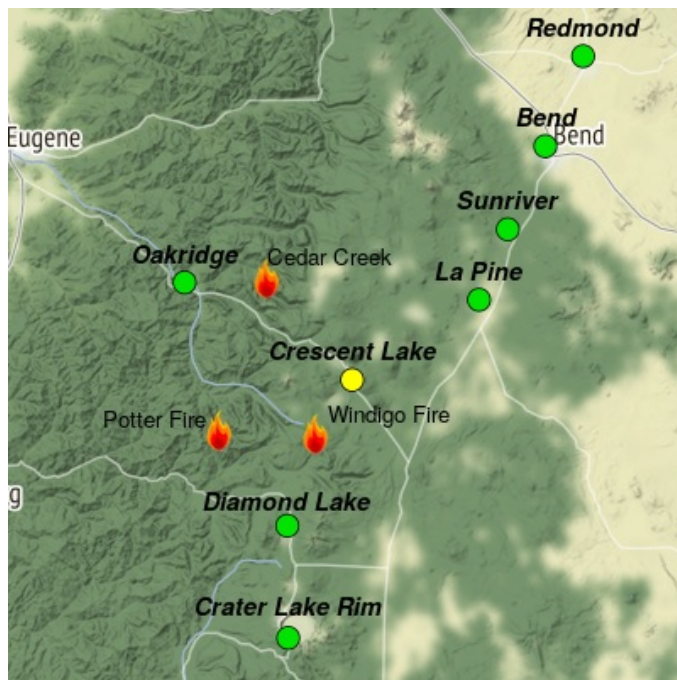 Redmond
Bend
Bend
Eugene
Sunriver
Oakridge
Cedar Creek
La Pine
Crescent Lake
Potter Fire
Windigo Fire
g
Diamond Lake
Crater Lake Rim